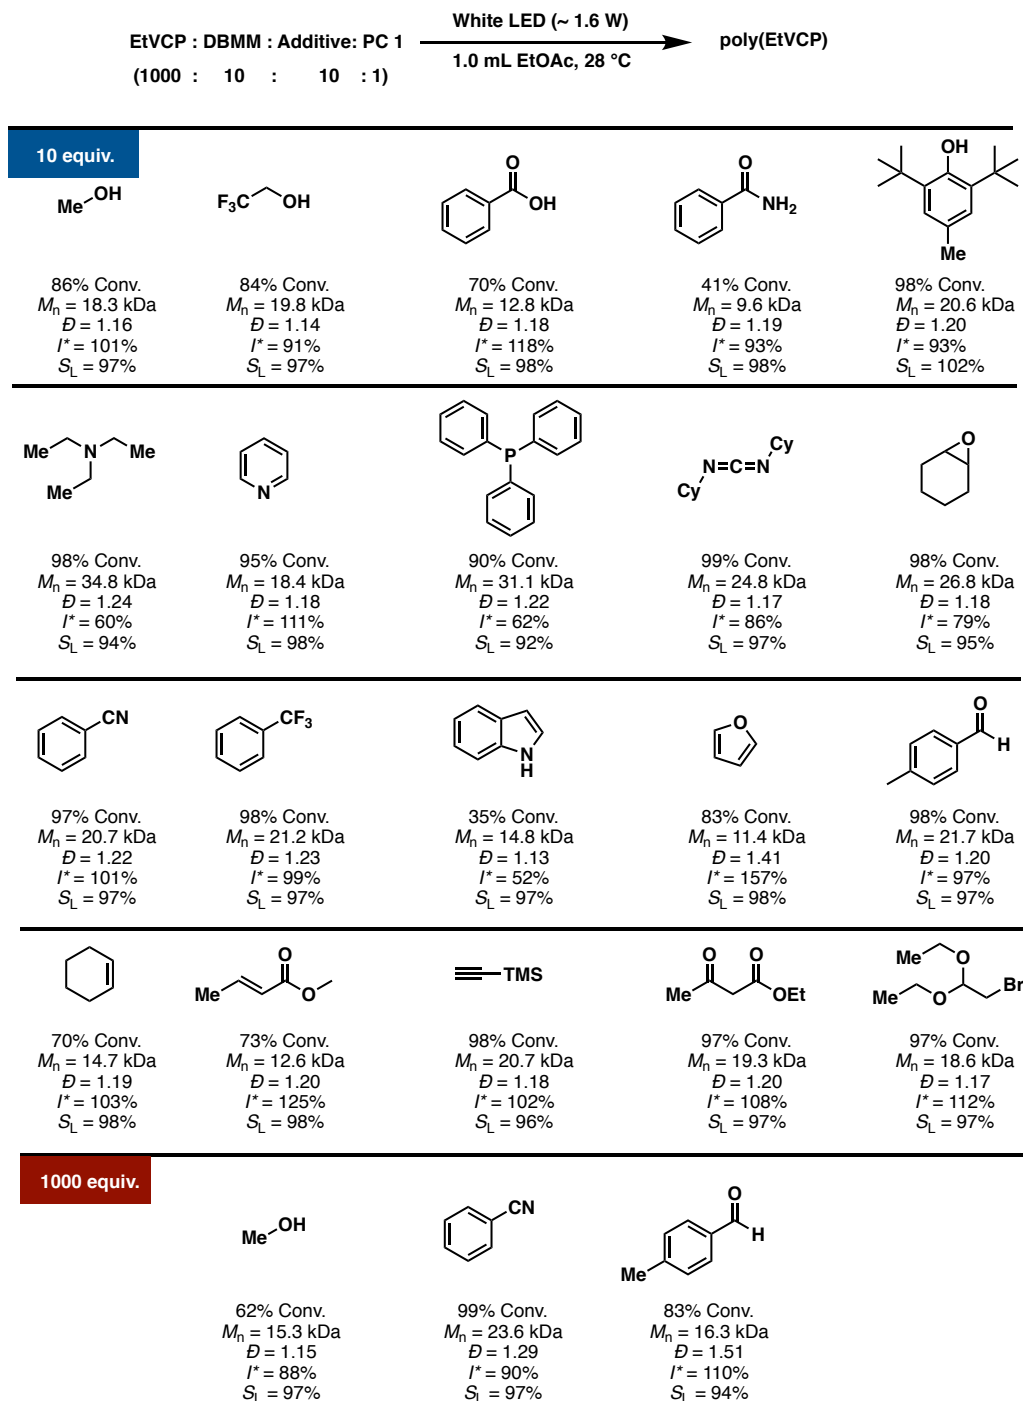 White LED (~ 1.6 W)
EtVCP : DBMM : Additive: PC 1
poly(EtVCP)
1.0 mL EtOAc, 28 °C
(1000 : 10 : 10 : 1)
10 equiv.
Me OH
F3C OH
O OH
O NH2
OH Me
86% Conv. 84% Conv. 70% Conv. 41% Conv. 98% Conv.
Mn = 18.3 kDa Mn = 19.8 kDa Mn = 12.8 kDa Mn = 9.6 kDa Mn = 20.6 kDa
Đ = 1.16 Đ = 1.14 Đ = 1.18 Đ = 1.19 Đ = 1.20
I* = 101% I* = 91% I* = 118% I* = 93% I* = 93%
SL = 97% SL = 97% SL = 98% SL = 98% SL = 102%
Me N Me Me
N
P
Cy N=C=N Cy
O
98% Conv. 95% Conv. 90% Conv. 99% Conv. 98% Conv.
Mn = 34.8 kDa Mn = 18.4 kDa Mn = 31.1 kDa Mn = 24.8 kDa Mn = 26.8 kDa
Đ = 1.24 Đ = 1.18 Đ = 1.22 Đ = 1.17 Đ = 1.18
I* = 60% I* = 111% I* = 62% I* = 86% I* = 79%
SL = 94% SL = 98% SL = 92% SL = 97% SL = 95%
CN
CF3
N H
O
O H
97% Conv. 98% Conv. 35% Conv. 83% Conv. 98% Conv.
Mn = 20.7 kDa Mn = 21.2 kDa Mn = 14.8 kDa Mn = 11.4 kDa Mn = 21.7 kDa
Đ = 1.22 Đ = 1.23 Đ = 1.13 Đ = 1.41 Đ = 1.20
I* = 101% I* = 99% I* = 52% I* = 157% I* = 97%
SL = 97% SL = 97% SL = 97% SL = 98% SL = 97%
Me O O
TMS
O O Me OEt
Me O Me O Br
70% Conv. 73% Conv. 98% Conv. 97% Conv. 97% Conv.
Mn = 14.7 kDa Mn = 12.6 kDa Mn = 20.7 kDa Mn = 19.3 kDa Mn = 18.6 kDa
Đ = 1.19 Đ = 1.20 Đ = 1.18 Đ = 1.20 Đ = 1.17
I* = 103% I* = 125% I* = 102% I* = 108% I* = 112%
SL = 98% SL = 98% SL = 96% SL = 97% SL = 97%
1000 equiv.
Me OH
CN
O H Me
62% Conv. 99% Conv. 83% Conv.
Mn = 15.3 kDa Mn = 23.6 kDa Mn = 16.3 kDa
Đ = 1.15 Đ = 1.29 Đ = 1.51
I* = 88% I* = 90% I* = 110%
SL = 97% SL = 97% SL = 94%